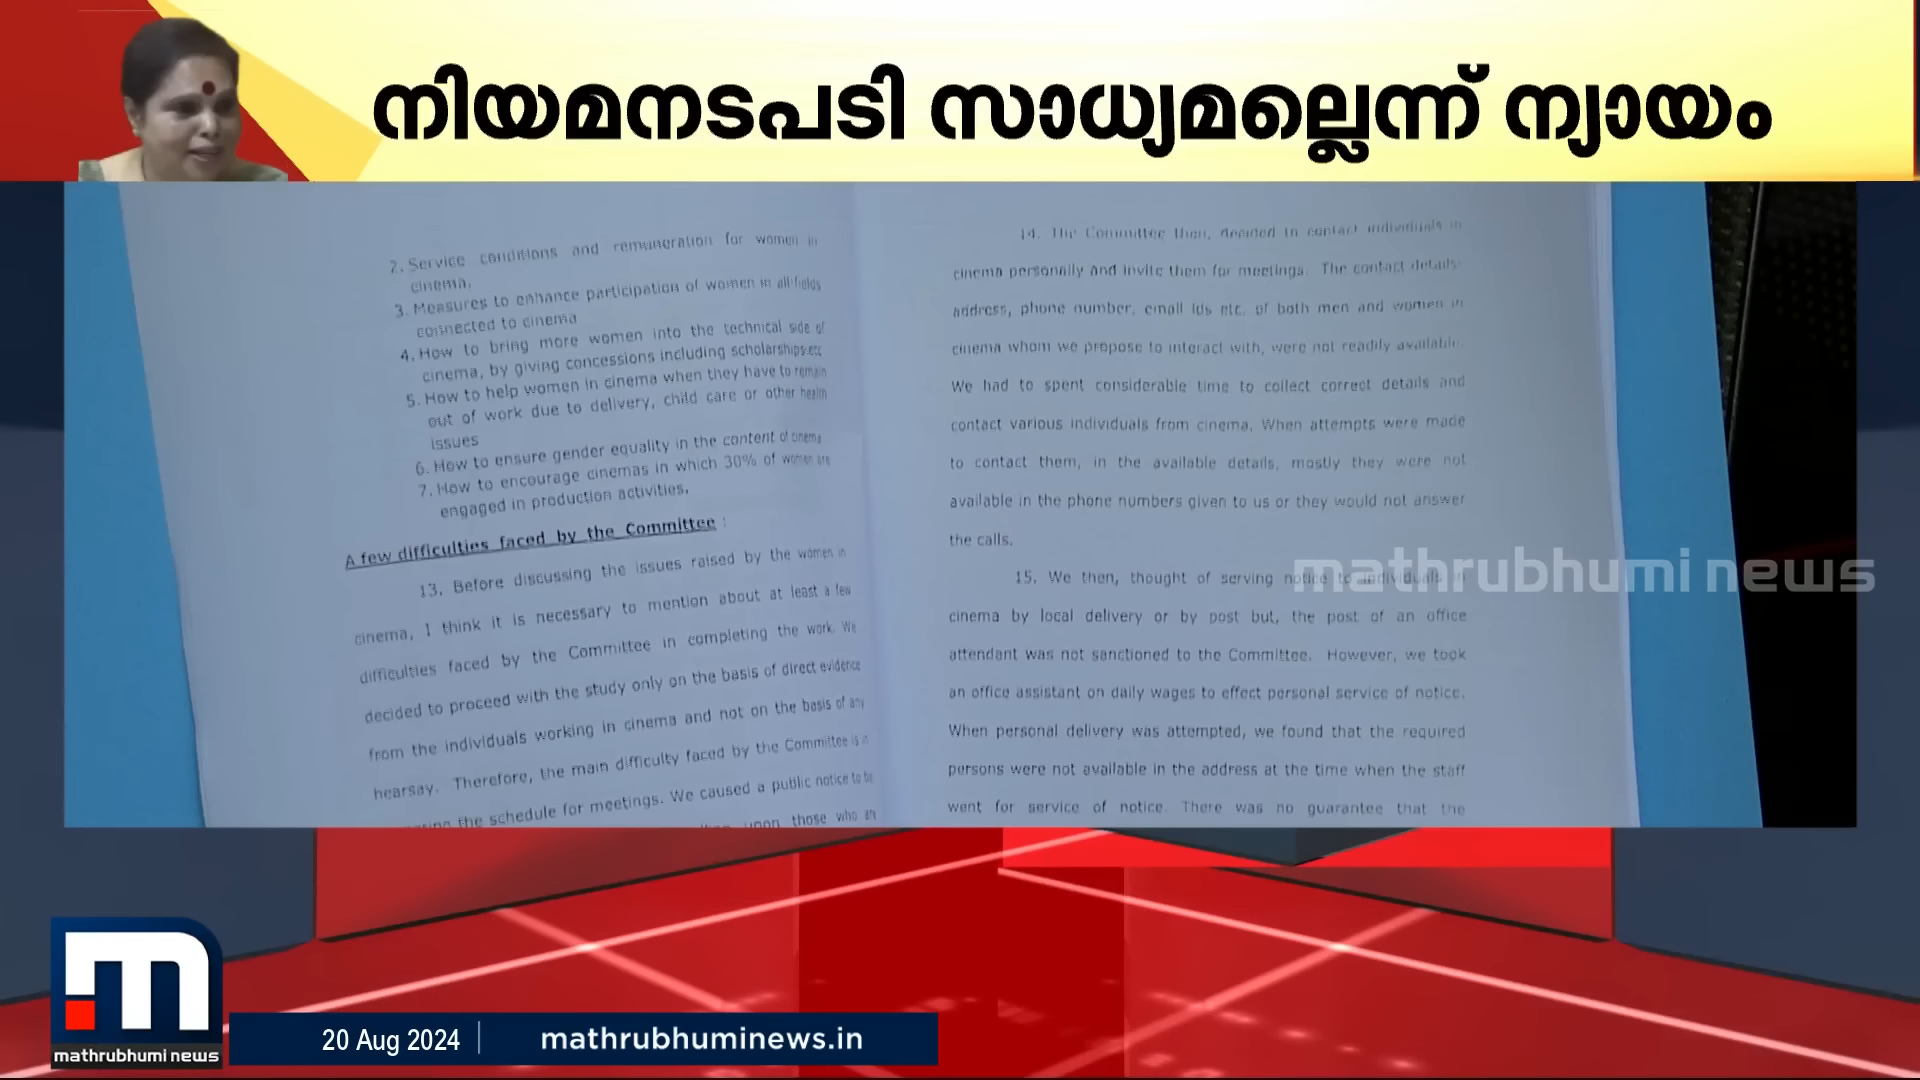 നിയമനടപടി സാധ്യമല്ലെന്ന് ന്യായം
2. Service conditions and remuneration for women in
cinema.
3. Measures to enhance participation of women in all fields
connected to cinema
4. How to bring more women into the technical side of
cinema, by giving concessions including scholarships etc
5. How to help women in cinema when they have to remain
out of work due to delivery, child care or other health
issues
6. How to ensure gender equality in the content of cinema
7. How to encourage cinemas in which 30% of women are
engaged in production activities.
A few difficulties faced by the Committee :
13. Before discussing the issues raised by the women in
cinema, I think it is necessary to mention about at least a few
difficulties faced by the Committee in completing the work. We
decided to proceed with the study only on the basis of direct evidence
from the individuals working in cinema and not on the basis of any
hearsay. Therefore, the main difficulty faced by the Committee is in
the schedule for meetings. We caused a public notice to be
upon those who are
14. The Committee then, decided to contact individuals in
cinema personally and invite them for meetings. The contact details-
address, phone number, email ids etc. of both men and women in
cinema whom we propose to interact with, were not readily available.
We had to spent considerable time to collect correct details and
contact various individuals from cinema. When attempts were made
to contact them, in the available details, mostly they were not
available in the phone numbers given to us or they would not answer
the calls.
mathrubhumi news
15. We then, thought of serving notice to individuals in
cinema by local delivery or by post but, the post of an office
attendant was not sanctioned to the Committee. However, we took
an office assistant on daily wages to effect personal service of notice.
When personal delivery was attempted, we found that the required
persons were not available in the address at the time when the staff
went for service of notice. There was no guarantee that the
mathrubhumi news
20 Aug 2024
mathrubhuminews.in